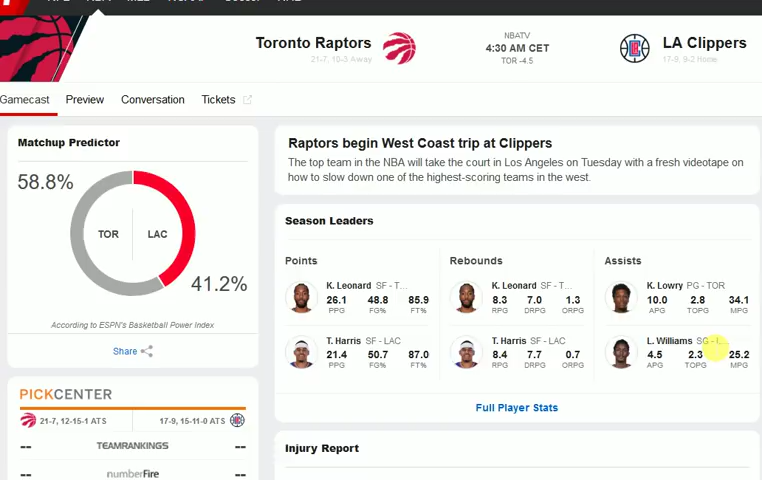 Toronto Raptors
21-7, 10-3 Away
NBATV
4:30 AM CET
TOR -4.5
LA Clippers
17-9, 9-2 Home
Gamecast Preview Conversation Tickets
Matchup Predictor
58.8%
TOR LAC
41.2%
According to ESPN's Basketball Power Index
Share
PICKCENTER
21-7, 12-15-1 ATS 17-9, 15-11-0 ATS
-- TEAMRANKINGS --
-- numberFire --
Raptors begin West Coast trip at Clippers
The top team in the NBA will take the court in Los Angeles on Tuesday with a fresh videotape on
how to slow down one of the highest-scoring teams in the west.
Season Leaders
Points
K. Leonard SF - T...
26.1 48.8 85.9
PPG FG% FT%
T. Harris SF - LAC
21.4 50.7 87.0
PPG FG% FT%
Rebounds
K. Leonard SF - T...
8.3 7.0 1.3
RPG DRPG ORPG
T. Harris SF - LAC
8.4 7.7 0.7
RPG DRPG ORPG
Assists
K. Lowry PG - TOR
10.0 2.8 34.1
APG TOPG MPG
L. Williams SG - L...
4.5 2.3 25.2
APG TOPG MPG
Full Player Stats
Injury Report